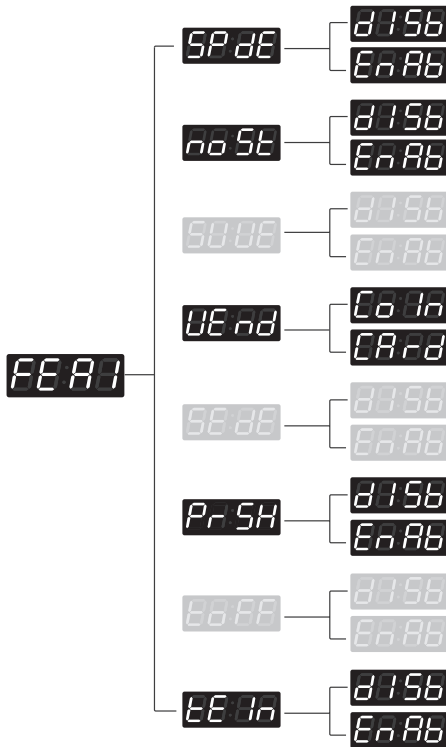 FEA1
SPdE
dISb
EnAb
noSt
dISb
EnAb
SUUE
dISb
EnAb
UEnd
CoIn
CArd
SEdE
dISb
EnAb
PrSH
dISb
EnAb
toFF
dISb
EnAb
tEIn
dISb
EnAb